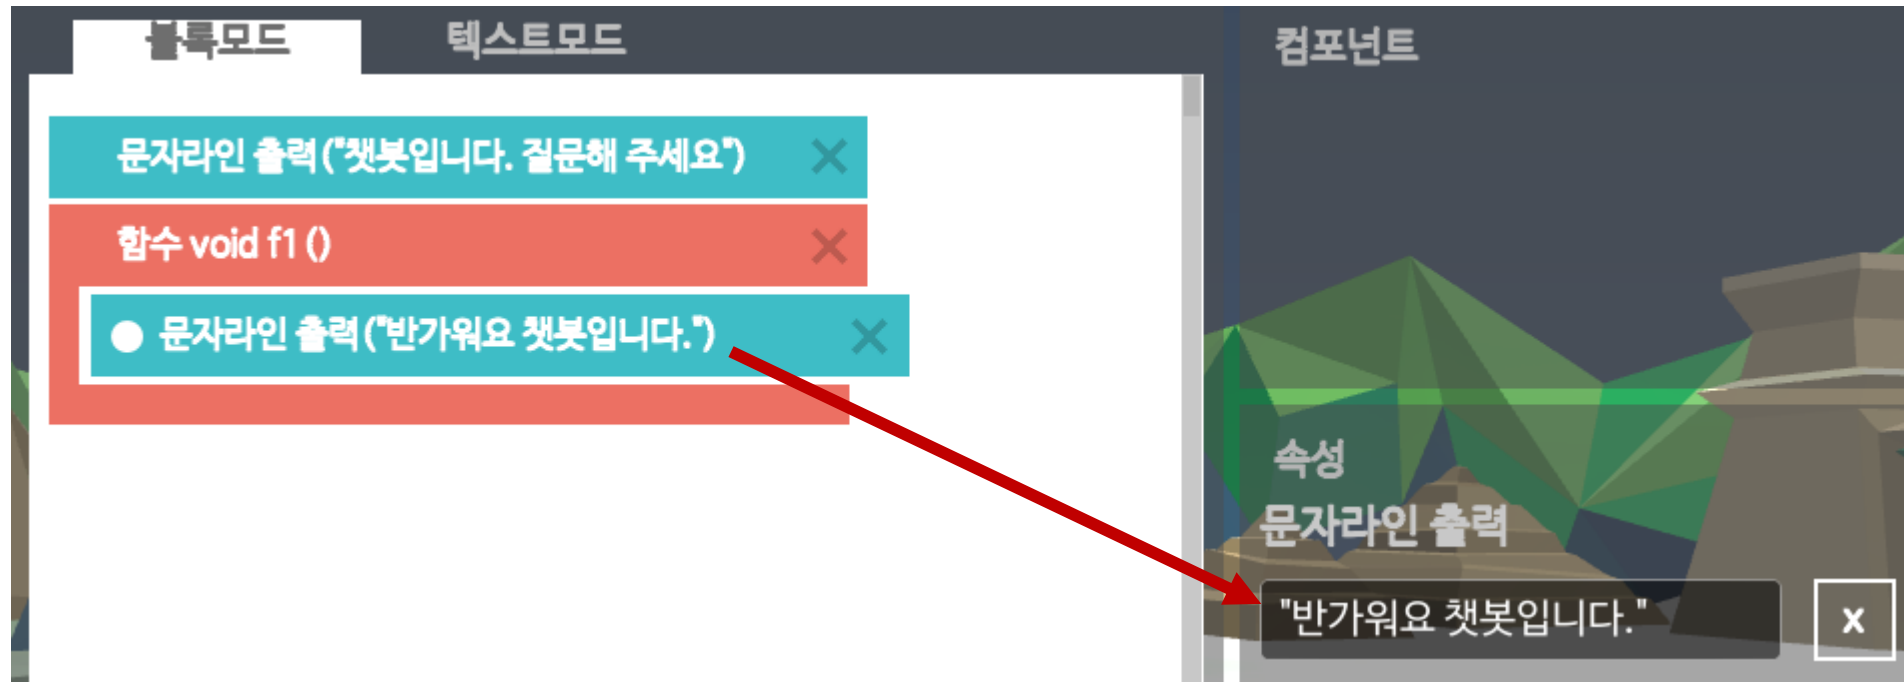 블록모드
텍스트모드
컴포넌트
문자라인 출력("챗봇입니다. 질문해 주세요")
함수 void f1 ()
문자라인 출력("반가워요 챗봇입니다.")
속성
문자라인 출력
"반가워요 챗봇입니다."
x